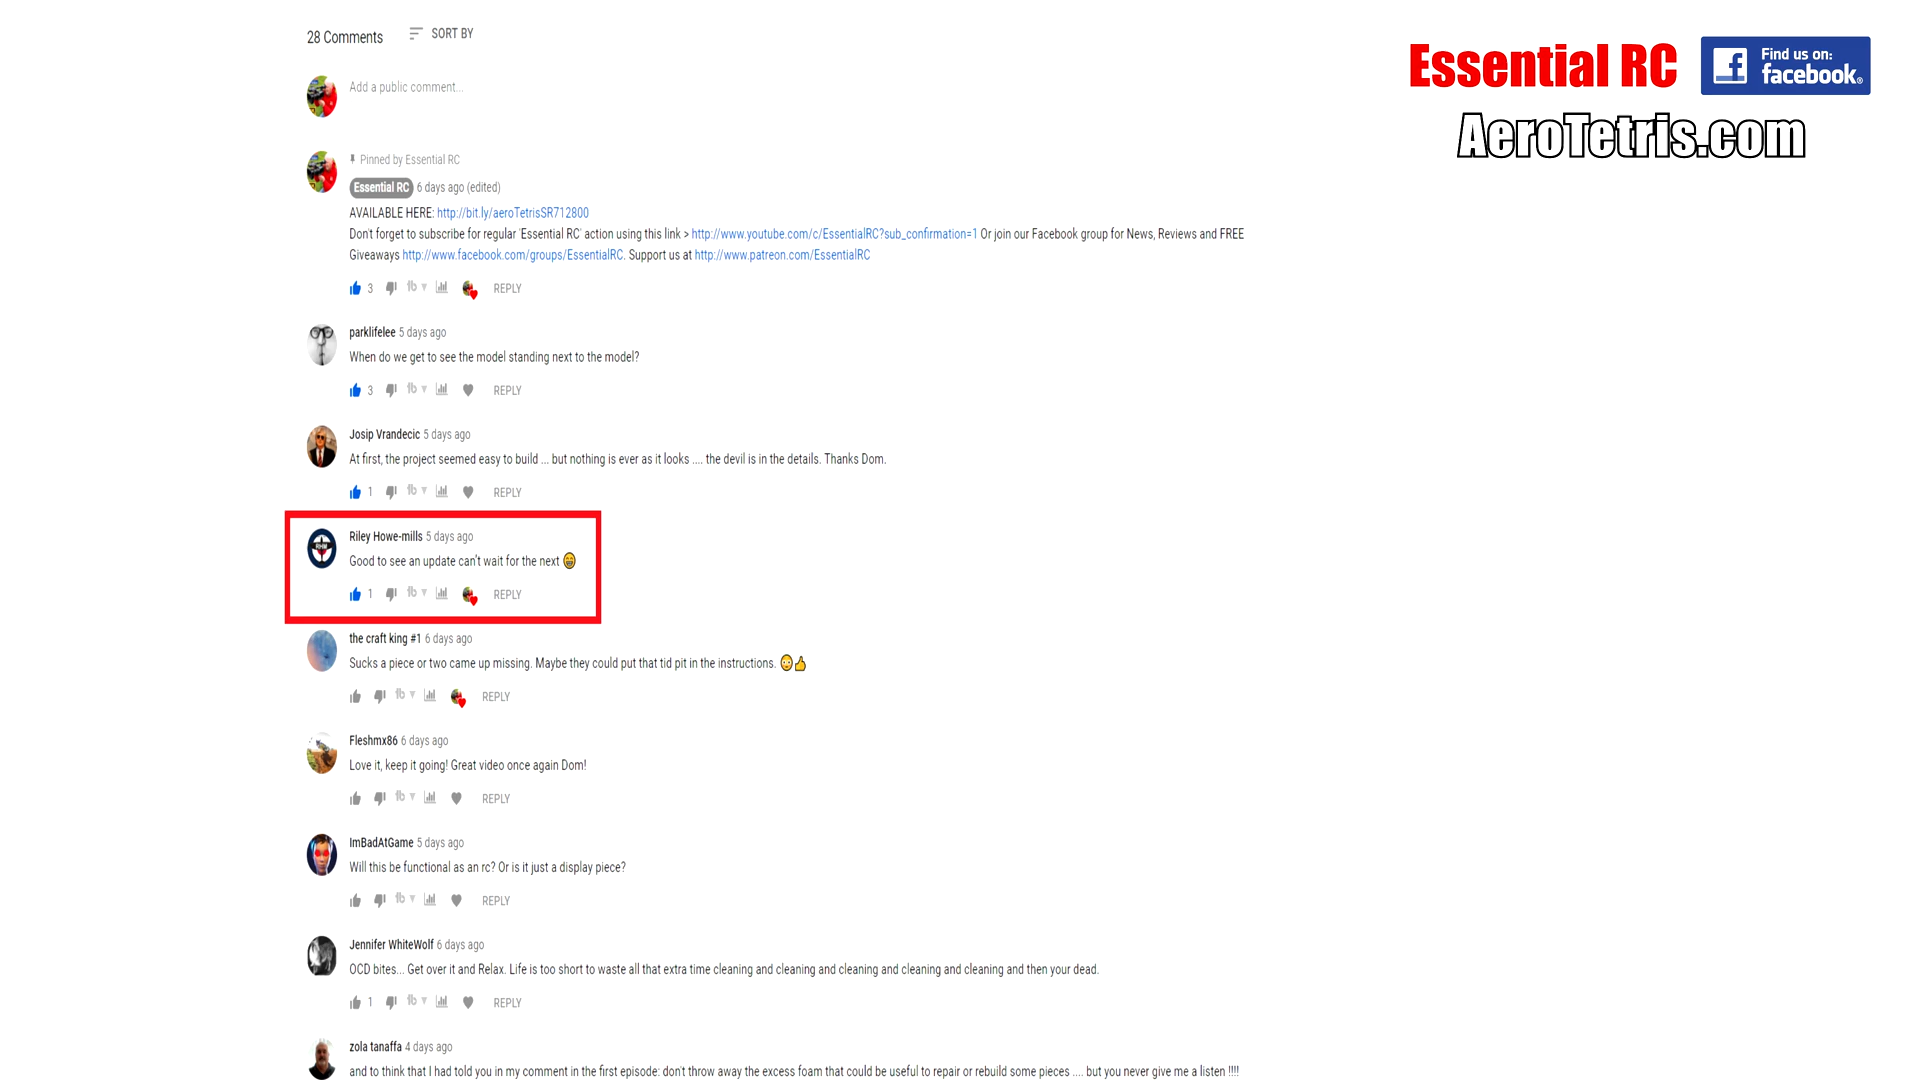 28 Comments
SORT BY
Essential RC
Find us on:
facebook®
AeroTetris.com
Add a public comment...
Pinned by Essential RC
Essential RC 6 days ago (edited)
AVAILABLE HERE: http://bit.ly/aeroTetrisSR712800
Don't forget to subscribe for regular 'Essential RC' action using this link > http://www.youtube.com/c/EssentialRC?sub_confirmation=1 Or join our Facebook group for News, Reviews and FREE
Giveaways http://www.facebook.com/groups/EssentialRC. Support us at http://www.patreon.com/EssentialRC
3 tb REPLY
parklifelee 5 days ago
When do we get to see the model standing next to the model?
3 tb REPLY
Josip Vrandecic 5 days ago
At first, the project seemed easy to build ... but nothing is ever as it looks .... the devil is in the details. Thanks Dom.
1 tb REPLY
Riley Howe-mills 5 days ago
Good to see an update can't wait for the next 😄
1 tb REPLY
the craft king #1 6 days ago
Sucks a piece or two came up missing. Maybe they could put that tid pit in the instructions. 😳👍
tb REPLY
Fleshmx86 6 days ago
Love it, keep it going! Great video once again Dom!
tb REPLY
ImBadAtGame 5 days ago
Will this be functional as an rc? Or is it just a display piece?
tb REPLY
Jennifer WhiteWolf 6 days ago
OCD bites... Get over it and Relax. Life is too short to waste all that extra time cleaning and cleaning and cleaning and cleaning and cleaning and then your dead.
1 tb REPLY
zola tanaffa 4 days ago
and to think that I had told you in my comment in the first episode: don't throw away the excess foam that could be useful to repair or rebuild some pieces .... but you never give me a listen !!!!